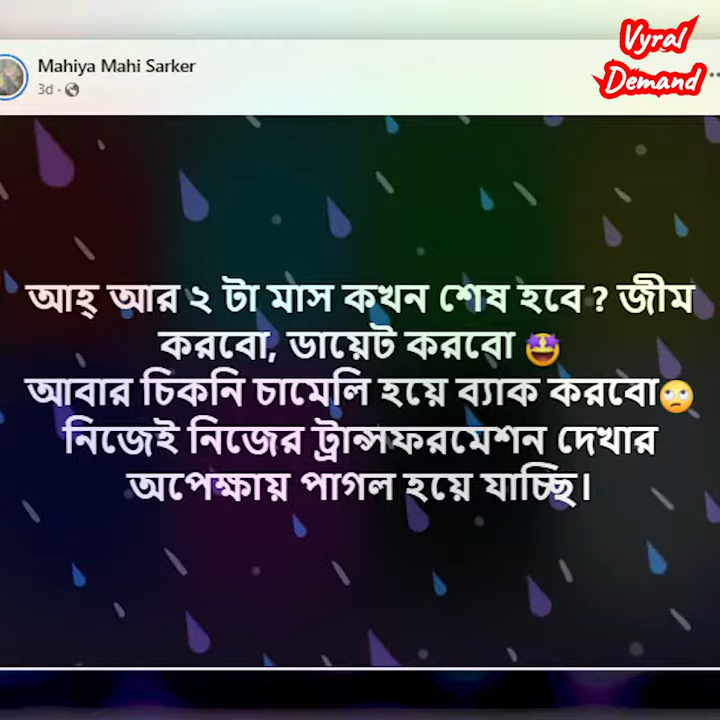 Vyral
Demand
Mahiya Mahi Sarker
3d ·
আহ্ আর ২ টা মাস কখন শেষ হবে ? জীম
করবো, ডায়েট করবো 🤩
আবার চিকনি চামেলি হয়ে ব্যাক করবো🙄
নিজেই নিজের ট্রান্সফরমেশন দেখার
অপেক্ষায় পাগল হয়ে যাচ্ছি।